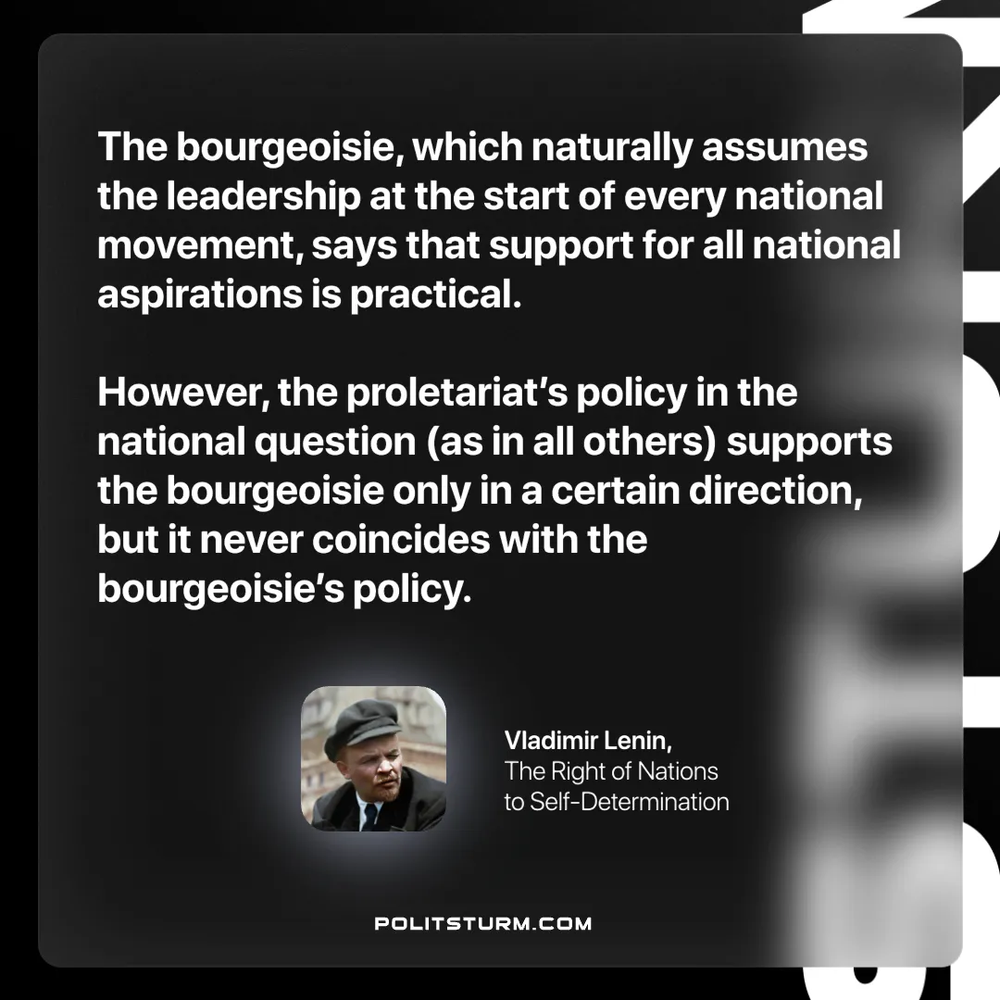 The bourgeoisie, which naturally assumes
the leadership at the start of every national
movement, says that support for all national
aspirations is practical.
However, the proletariat’s policy in the
national question (as in all others) supports
the bourgeoisie only in a certain direction,
but it never coincides with the
bourgeoisie’s policy.
Vladimir Lenin,
The Right of Nations
to Self-Determination
POLITSTURM.COM